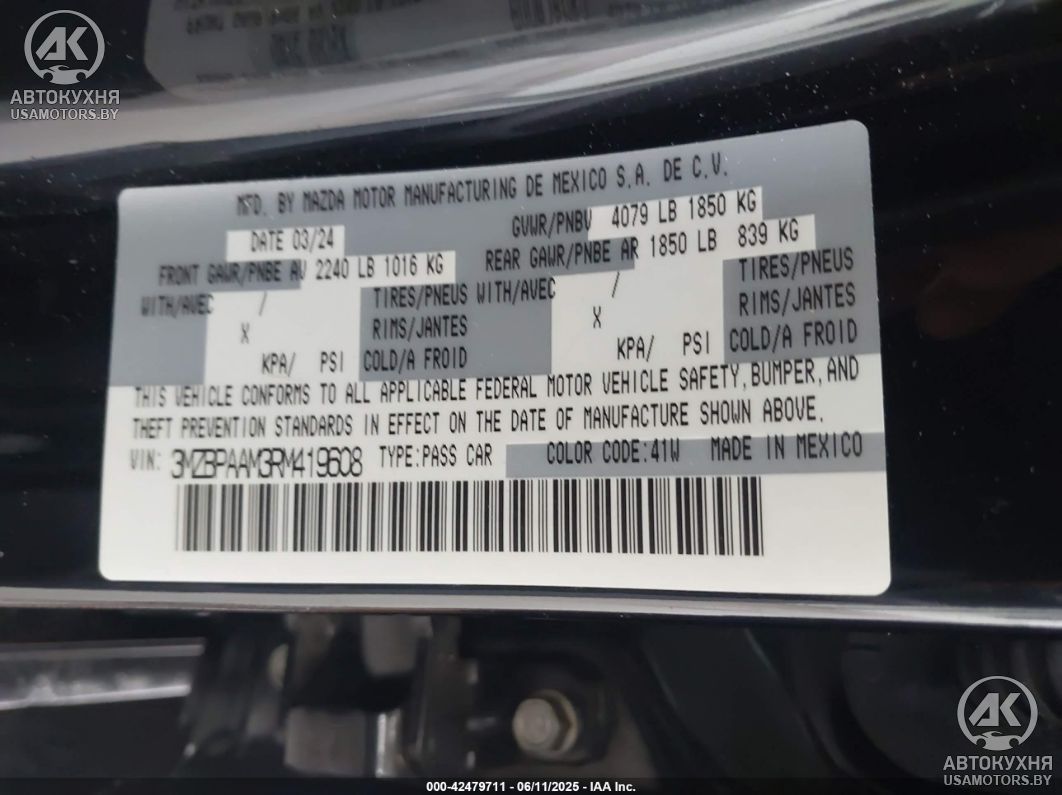 AK
АВТОКУХНЯ
USAMOTORS.BY
MFD. BY MAZDA MOTOR MANUFACTURING DE MEXICO S.A. DE C.V.
DATE 03/24 GVWR/PNBV 4079 LB 1850 KG
FRONT GAWR/PNBE AV 2240 LB 1016 KG REAR GAWR/PNBE AR 1850 LB 839 KG
WITH/AVEC / TIRES/PNEUS WITH/AVEC / TIRES/PNEUS
X RIMS/JANTES X RIMS/JANTES
KPA/ PSI COLD/A FROID KPA/ PSI COLD/A FROID
THIS VEHICLE CONFORMS TO ALL APPLICABLE FEDERAL MOTOR VEHICLE SAFETY, BUMPER, AND
THEFT PREVENTION STANDARDS IN EFFECT ON THE DATE OF MANUFACTURE SHOWN ABOVE.
VIN: 3MZBPAAM3RM419608 TYPE:PASS CAR COLOR CODE:41W MADE IN MEXICO
AK
АВТОКУХНЯ
USAMOTORS.BY
000-42479711 - 06/11/2025 - IAA Inc.